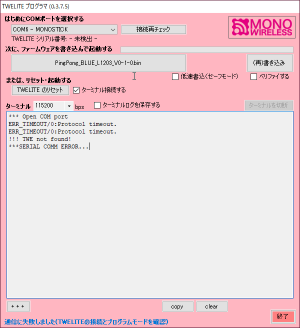 TWELITE プログラマ (0.3.7.5)
はじめにCOMポートを選択する
COM9 - MONOSTICK
接続再チェック
MONO WIRELESS
TWELITE シリアル番号: - 未検出 -
次に、ファームウェアを書き込んで起動する
PingPong_BLUE_L1203_V0-1-0.bin
(再)書き込み
または、リセット・起動する
低速書込(セーフモード)
ベリファイする
TWELITE のリセット
ターミナル接続する
ターミナル
115200
bps
ターミナルログを保存する
ターミナルを切断
*** Open COM port
ERR_TIMEOUT/0:Protocol timeout.
ERR_TIMEOUT/0:Protocol timeout.
!!! TWE not found!
***SERIAL COMM ERROR...
+ + +
copy
clear
終了
通信に失敗しました(TWELITEの接続とプログラムモードを確認)